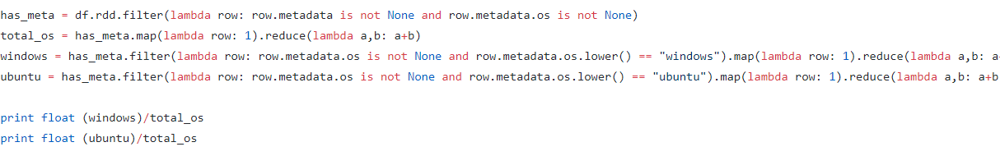 has_meta = df.rdd.filter(lambda row: row.metadata is not None and row.metadata.os is not None)
total_os = has_meta.map(lambda row: 1).reduce(lambda a,b: a+b)
windows = has_meta.filter(lambda row: row.metadata.os is not None and row.metadata.os.lower() == "windows").map(lambda row: 1).reduce(lambda a,b: a
ubuntu = has_meta.filter(lambda row: row.metadata.os is not None and row.metadata.os.lower() == "ubuntu").map(lambda row: 1).reduce(lambda a,b: a+b
print float (windows)/total_os
print float (ubuntu)/total_os